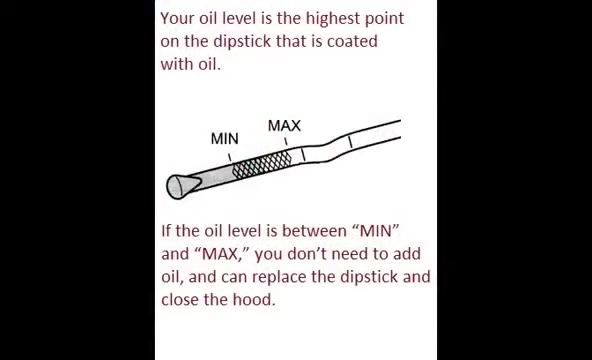 Your oil level is the highest point
on the dipstick that is coated
with oil.
MAX
MIN
If the oil level is between “MIN”
and “MAX,” you don’t need to add
oil, and can replace the dipstick and
close the hood.